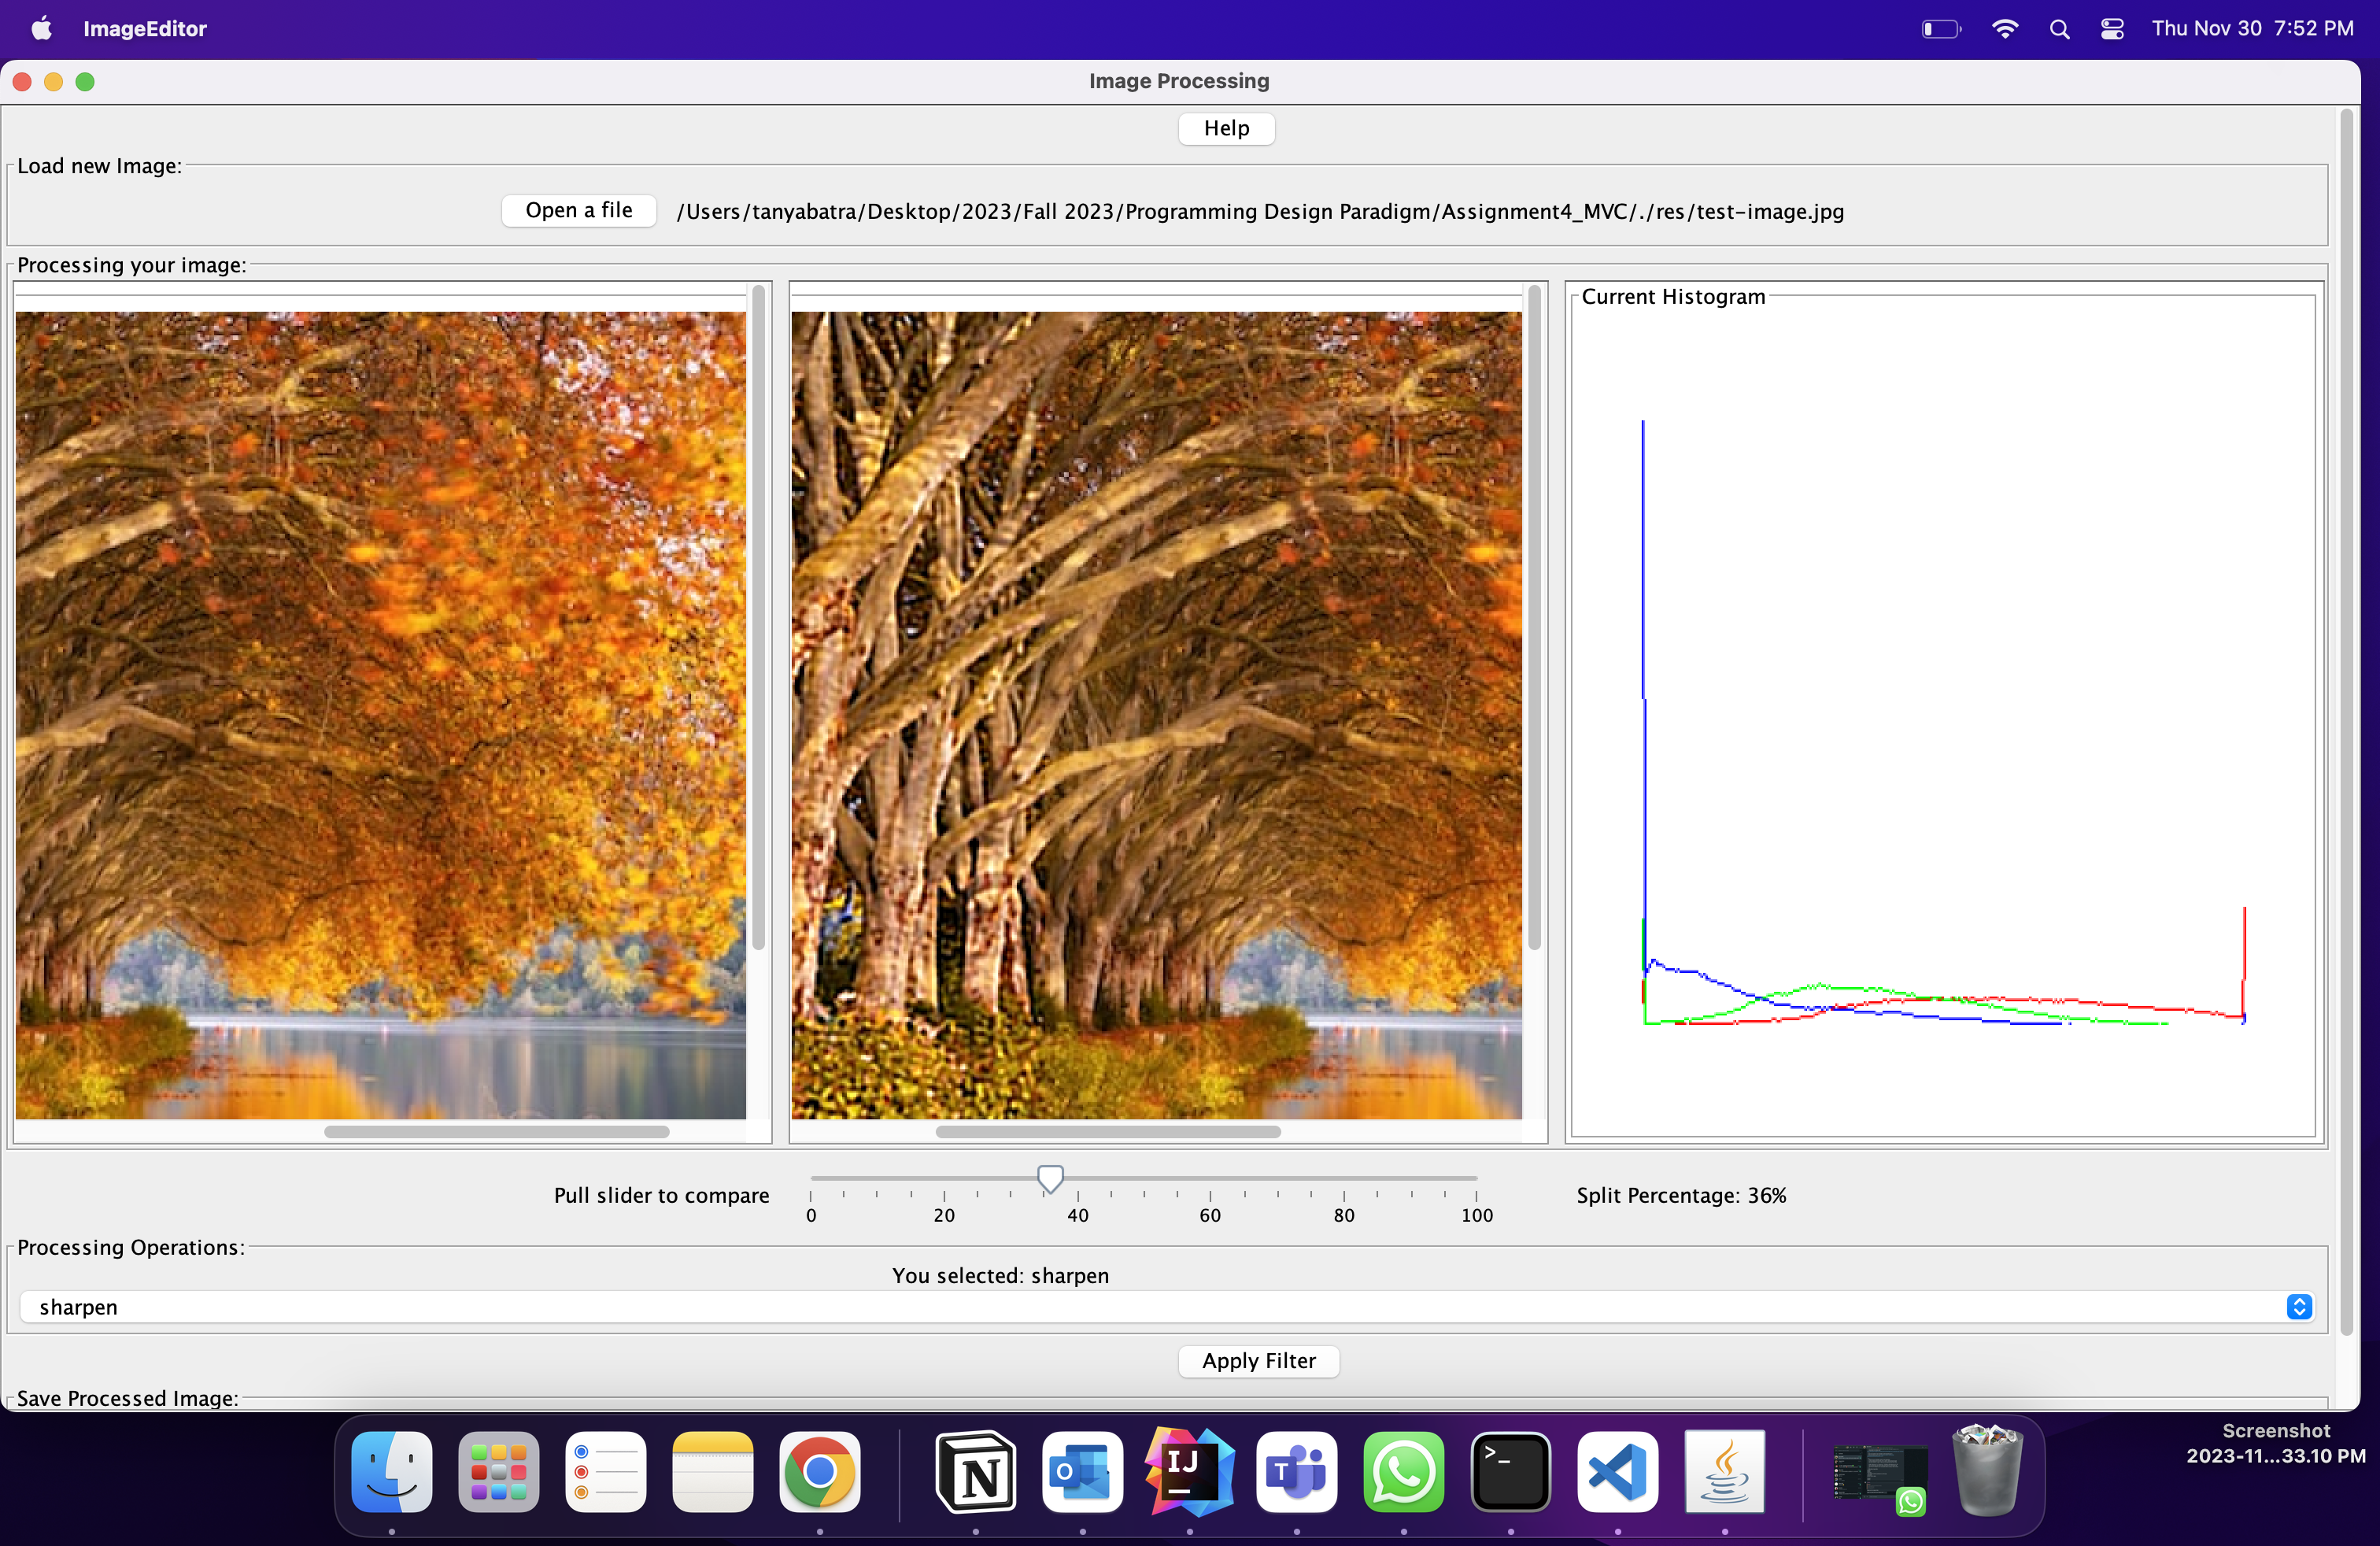 ImageEditor
Thu Nov 30 7:52 PM
Image Processing
Help
Load new Image:
Open a file /Users/tanyabatra/Desktop/2023/Fall 2023/Programming Design Paradigm/Assignment4_MVC/./res/test-image.jpg
Processing your image:
Current Histogram
Pull slider to compare
0 20 40 60 80 100
Split Percentage: 36%
Processing Operations:
You selected: sharpen
sharpen
Apply Filter
Save Processed Image:
Screenshot
2023-11...33.10 PM
N
O
IJ
T
>_